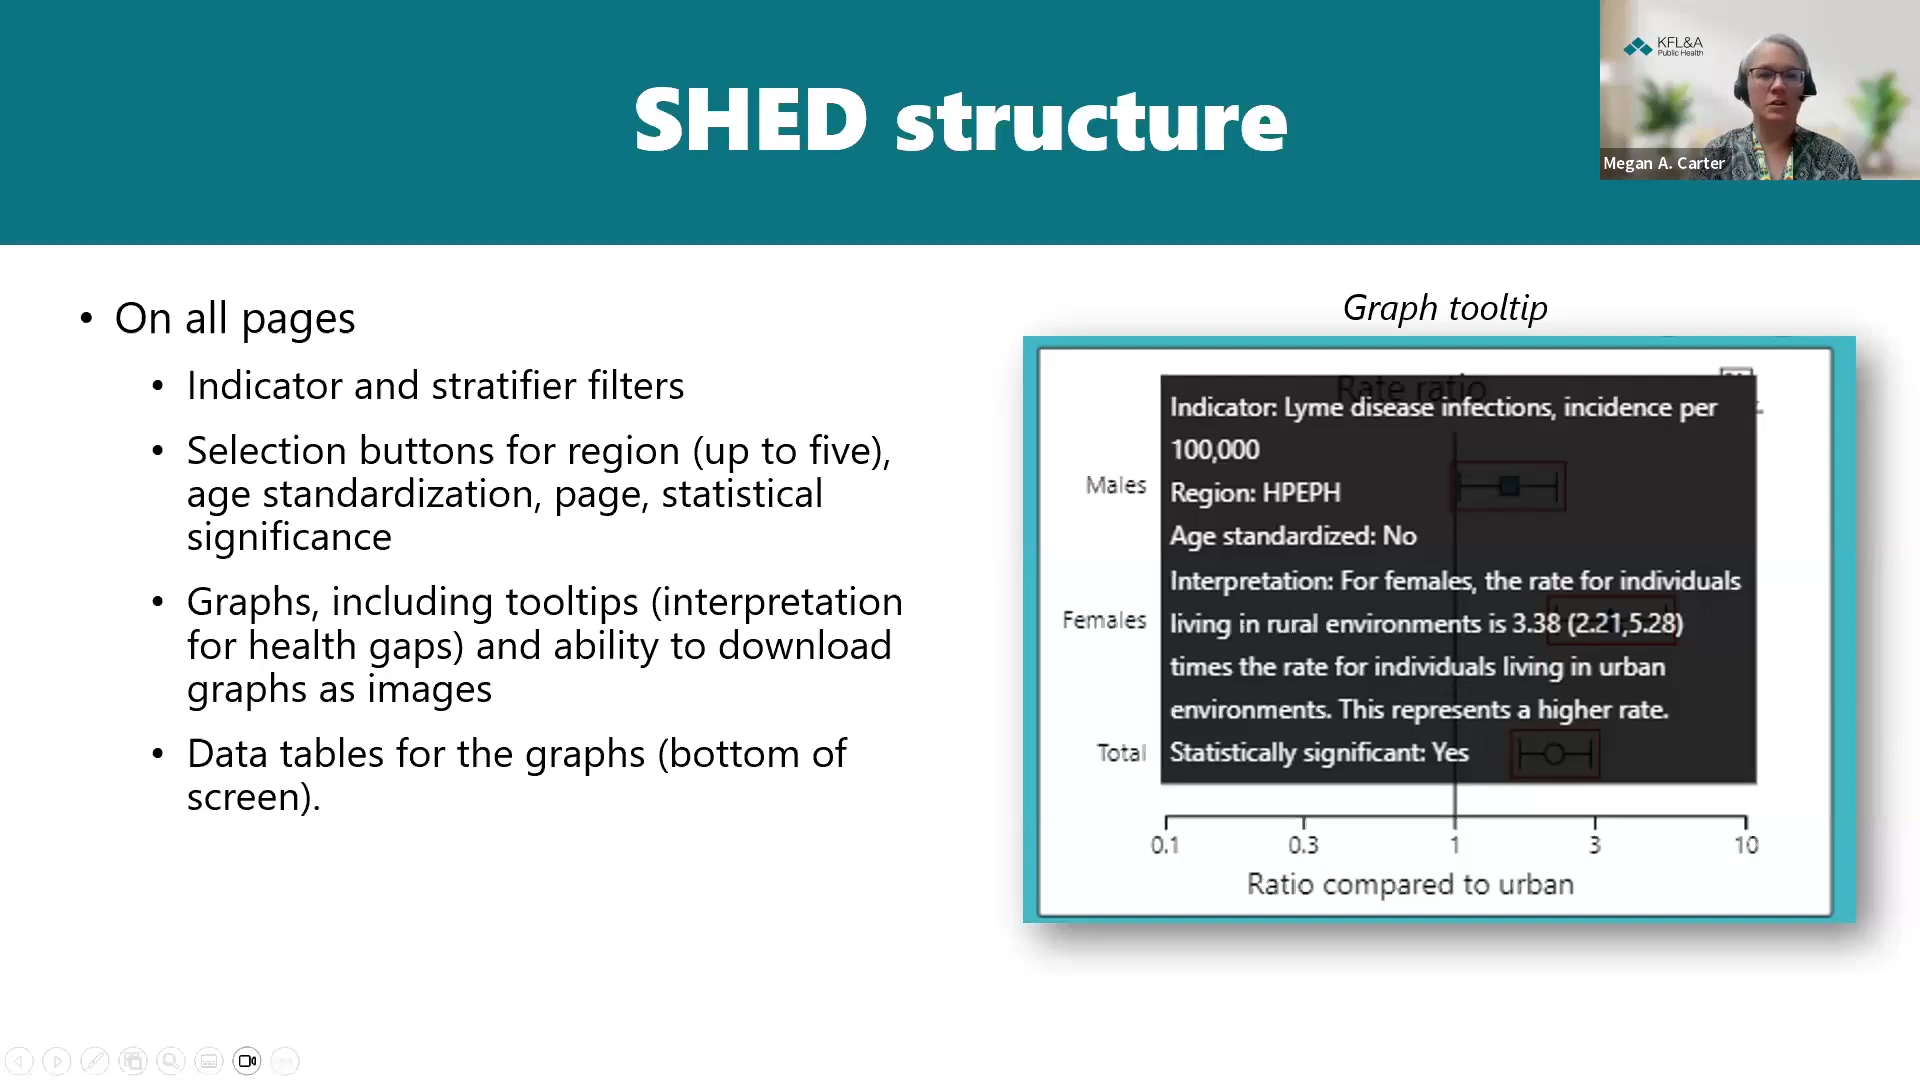 SHED structure
KFL&A
Public Health
Megan A. Carter
• On all pages
• Indicator and stratifier filters
• Selection buttons for region (up to five),
age standardization, page, statistical
significance
• Graphs, including tooltips (interpretation
for health gaps) and ability to download
graphs as images
• Data tables for the graphs (bottom of
screen).
Graph tooltip
Rate ratio
Indicator: Lyme disease infections, incidence per
100,000
Region: HPEPH
Age standardized: No
Interpretation: For females, the rate for individuals
living in rural environments is 3.38 (2.21,5.28)
times the rate for individuals living in urban
environments. This represents a higher rate.
Statistically significant: Yes
Males
Females
Total
0.1 0.3 1 3 10
Ratio compared to urban